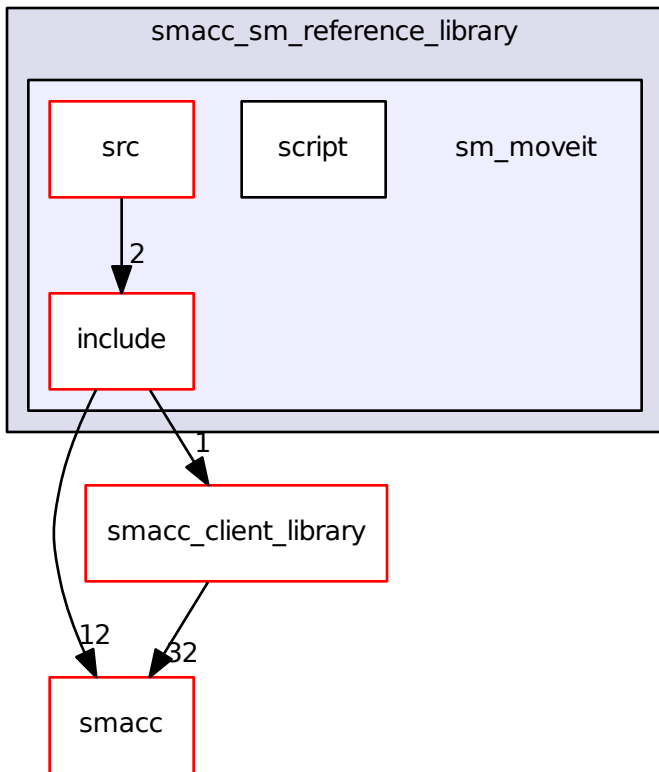 smacc_sm_reference_library
src
script
sm_moveit
2
include
1
smacc_client_library
12
32
smacc